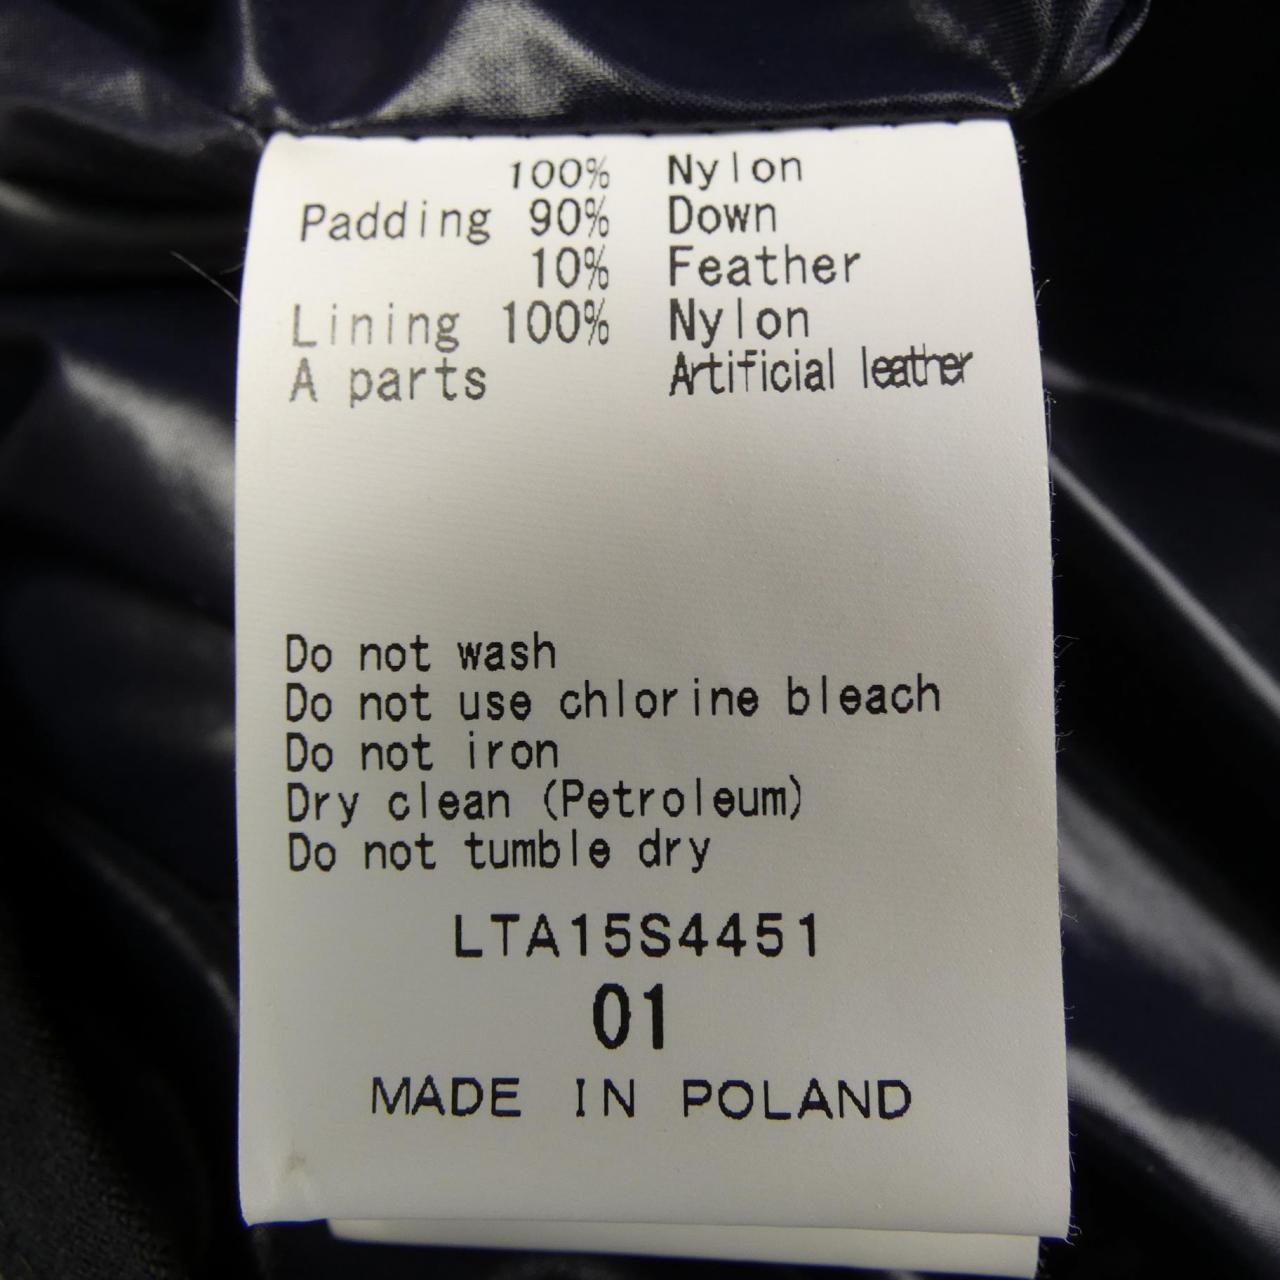 100% Nylon
Padding 90% Down
10% Feather
Lining 100% Nylon
A parts Artificial leather
Do not wash
Do not use chlorine bleach
Do not iron
Dry clean (Petroleum)
Do not tumble dry
LTA15S4451
01
MADE IN POLAND